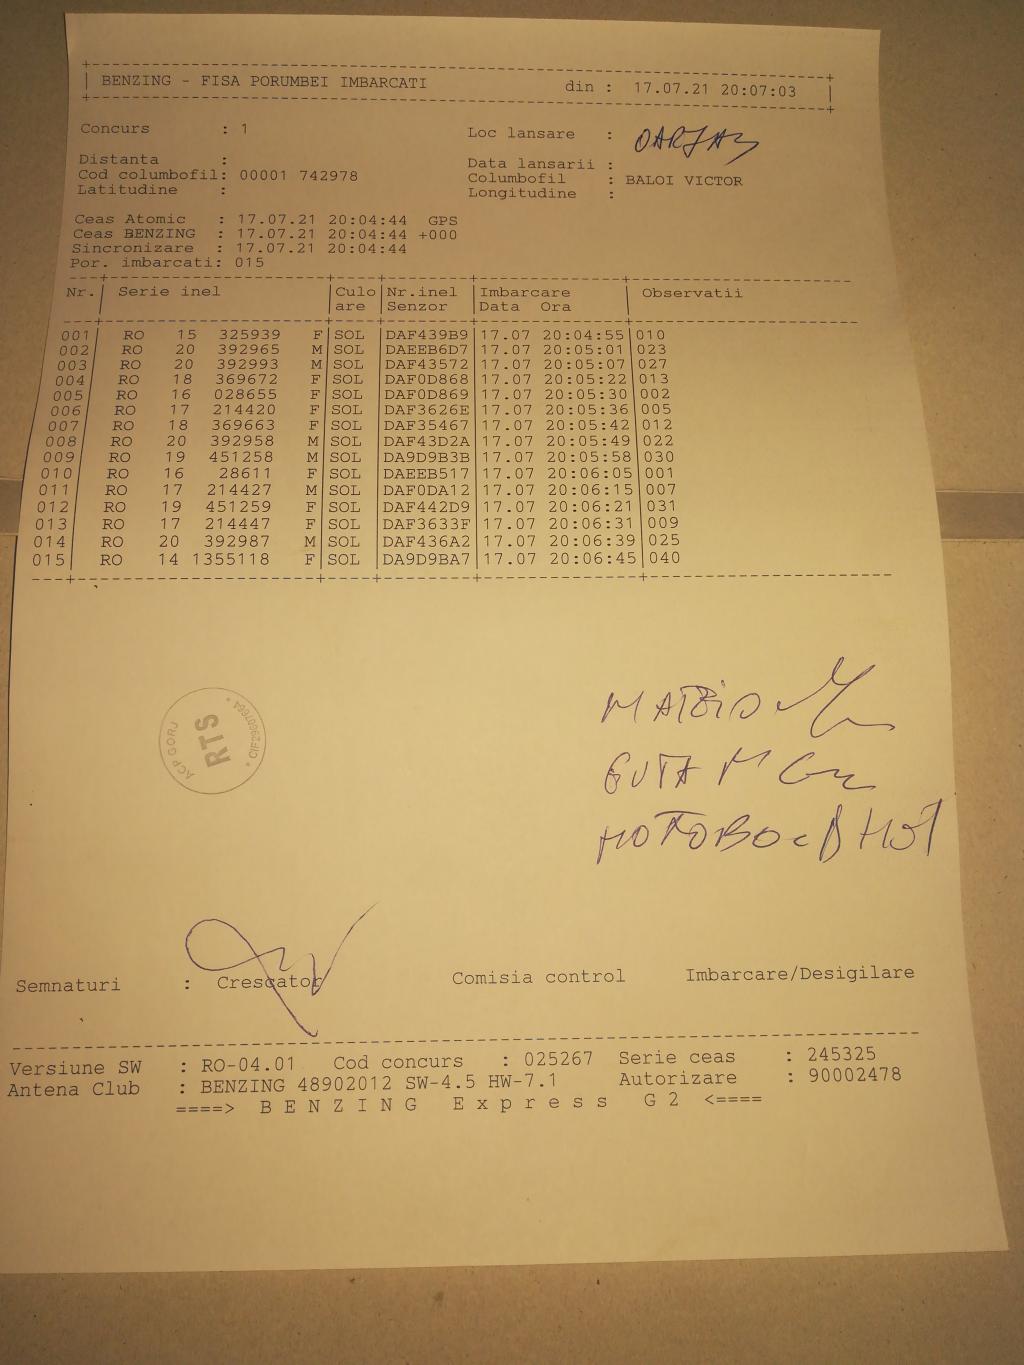 BENZING - FISA PORUMBEI IMBARCATI din : 17.07.21 20:07:03
Concurs : 1 Loc lansare :
Distanta : Data lansarii :
Cod columbofil: 00001 742978 Columbofil : BALOI VICTOR
Latitudine : Longitudine :
Ceas Atomic : 17.07.21 20:04:44 GPS
Ceas BENZING : 17.07.21 20:04:44 +000
Sincronizare : 17.07.21 20:04:44
Por. imbarcati: 015
Nr. Serie inel Culo Nr.inel Imbarcare Observatii
are Senzor Data Ora
001 RO 15 325939 F SOL DAF439B9 17.07 20:04:55 010
002 RO 20 392965 M SOL DAEEB6D7 17.07 20:05:01 023
003 RO 20 392993 M SOL DAF43572 17.07 20:05:07 027
004 RO 18 369672 F SOL DAF0D868 17.07 20:05:22 013
005 RO 16 028655 F SOL DAF0D869 17.07 20:05:30 002
006 RO 17 214420 F SOL DAF3626E 17.07 20:05:36 005
007 RO 18 369663 F SOL DAF35467 17.07 20:05:42 012
008 RO 20 392958 M SOL DAF43D2A 17.07 20:05:49 022
009 RO 19 451258 M SOL DA9D9B3B 17.07 20:05:58 030
010 RO 16 28611 F SOL DAEEB517 17.07 20:06:05 001
011 RO 17 214427 M SOL DAF0DA12 17.07 20:06:15 007
012 RO 19 451259 F SOL DAF442D9 17.07 20:06:21 031
013 RO 17 214447 F SOL DAF3633F 17.07 20:06:31 009
014 RO 20 392987 M SOL DAF436A2 17.07 20:06:39 025
015 RO 14 1355118 F SOL DA9D9BA7 17.07 20:06:45 040
ACP GORJ
RTS
GUTA M
Semnaturi : Crescator Comisia control Imbarcare/Desigilare
Versiune SW : RO-04.01 Cod concurs : 025267 Serie ceas : 245325
Antena Club : BENZING 48902012 SW-4.5 HW-7.1 Autorizare : 90002478
====> B E N Z I N G E x p r e s s G 2 <====